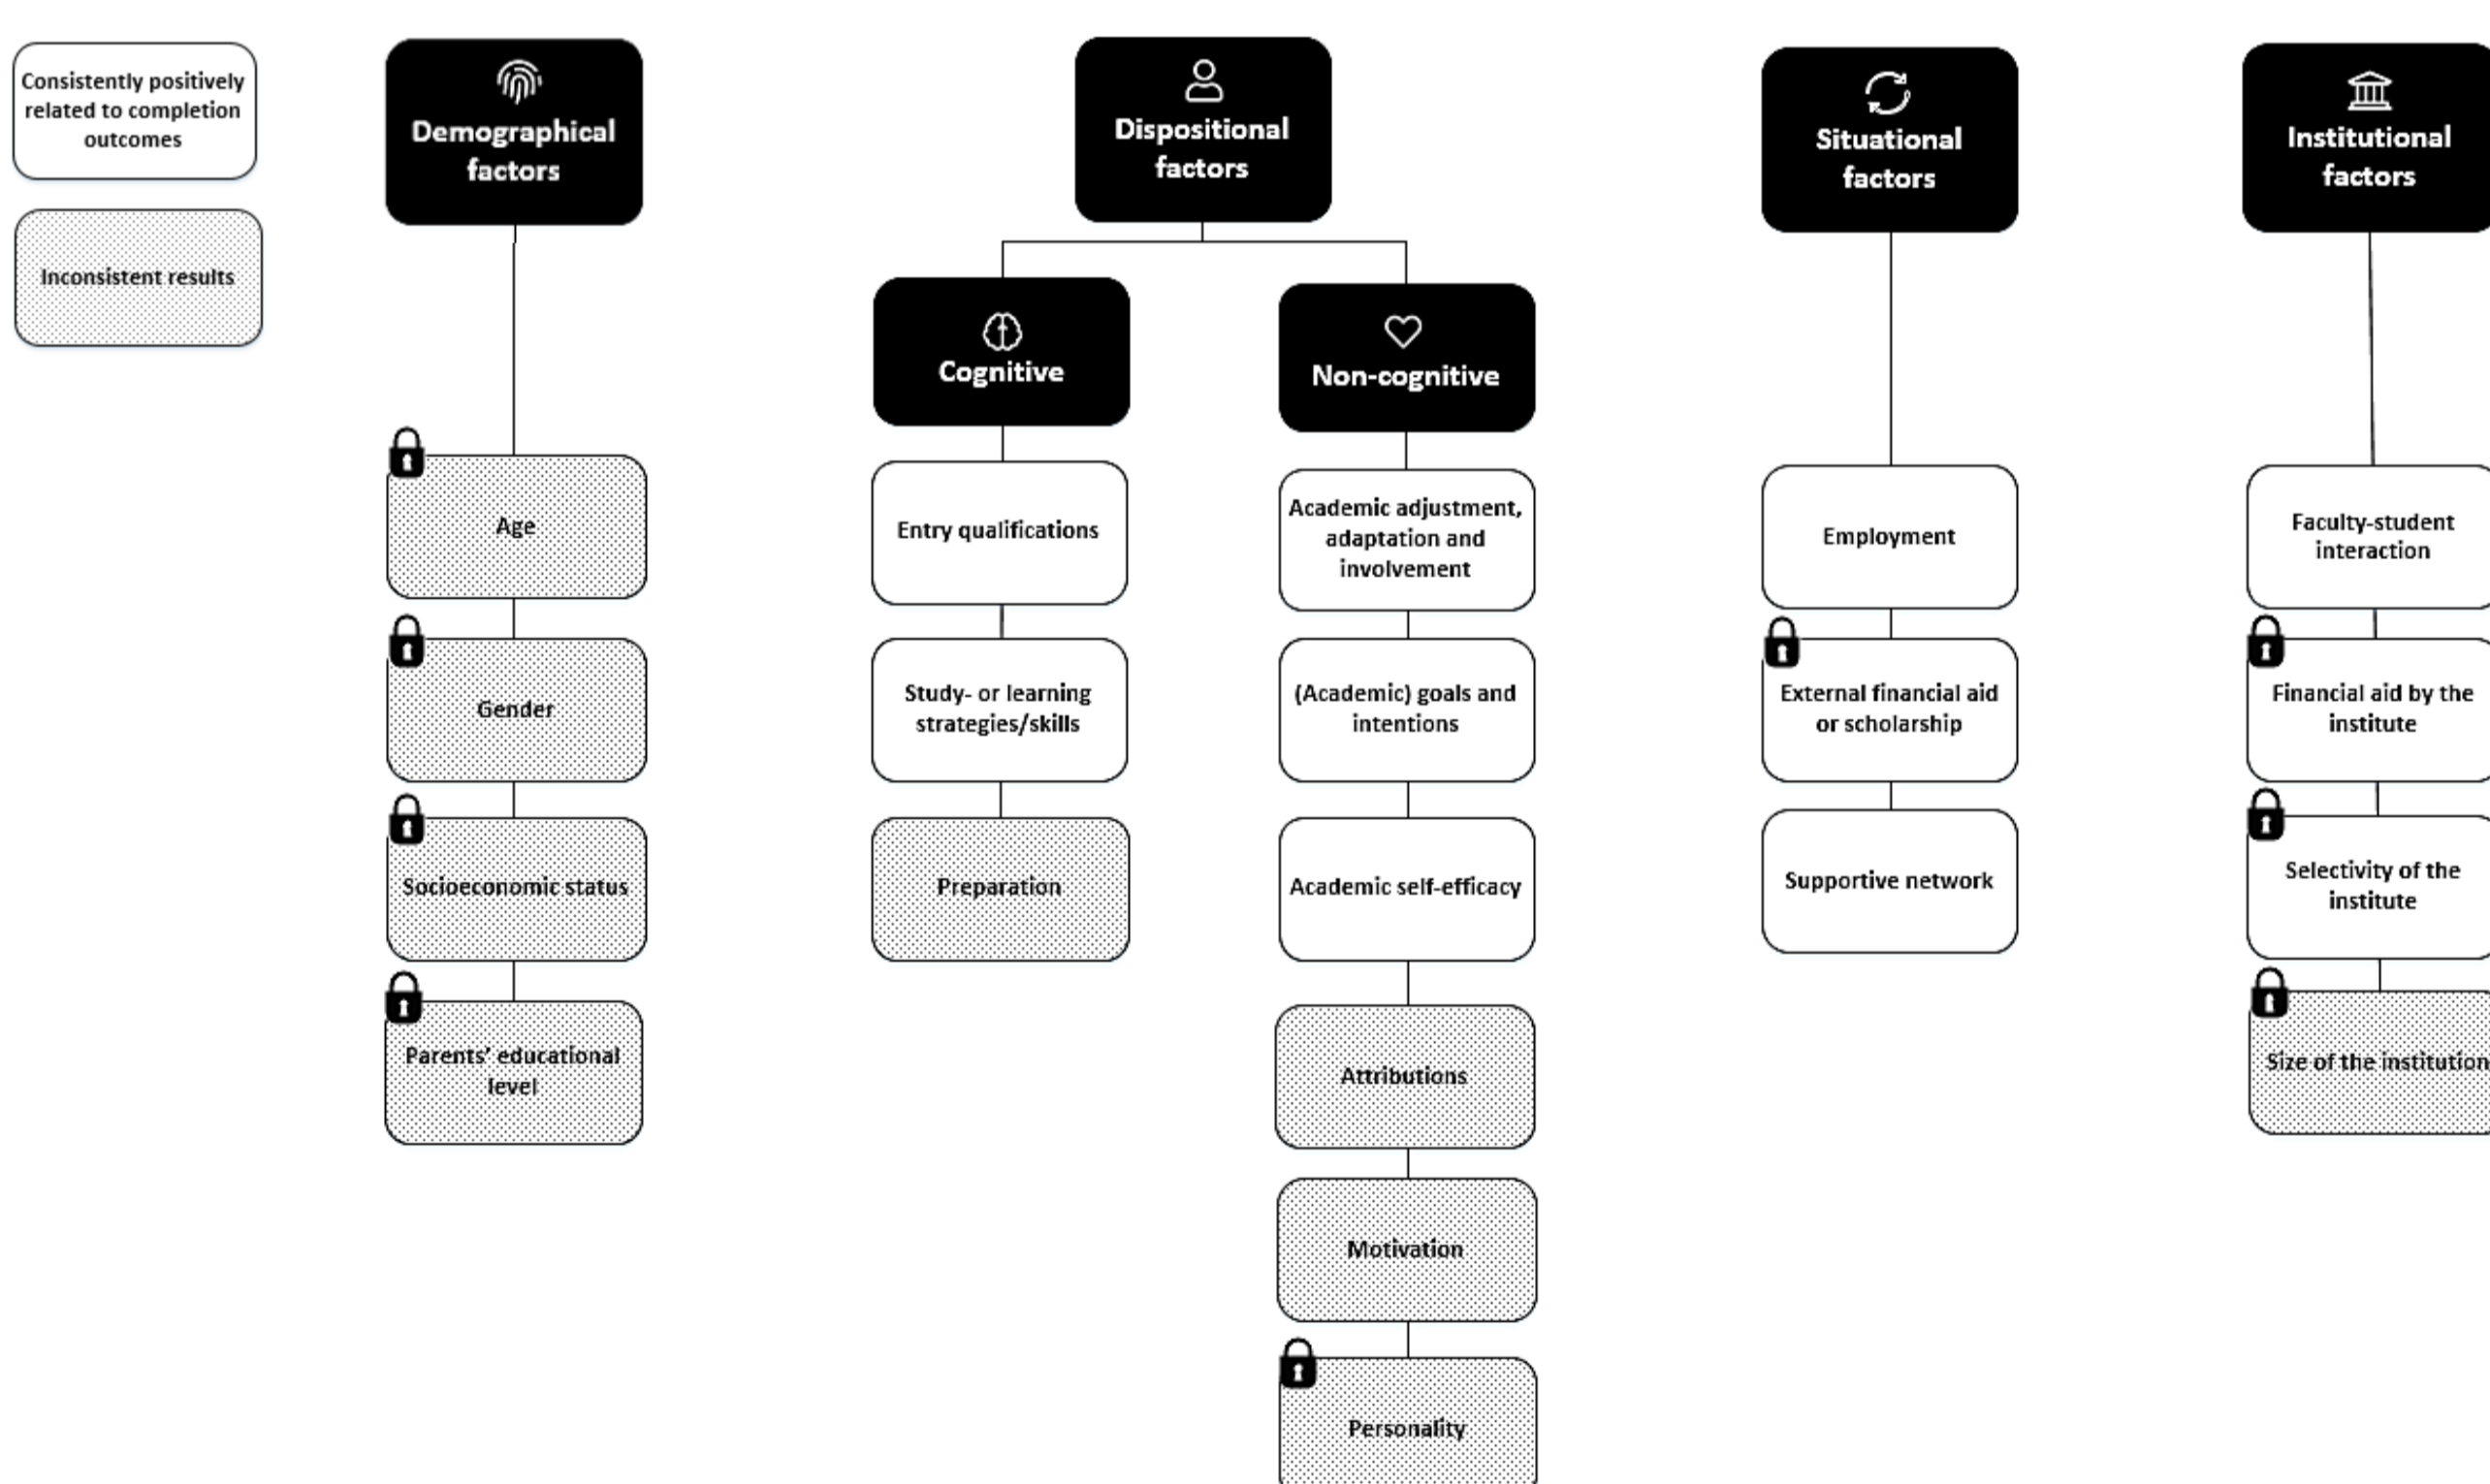 Consistently positively
related to completion
outcomes
Inconsistent results
Demographical
factors
Age
Gender
Socioeconomic status
Parents’ educational
level
Dispositional
factors
Cognitive
Entry qualifications
Study- or learning
strategies/skills
Preparation
Non-cognitive
Academic adjustment,
adaptation and
involvement
(Academic) goals and
intentions
Academic self-efficacy
Attributions
Motivation
Personality
Situational
factors
Employment
External financial aid
or scholarship
Supportive network
Institutional
factors
Faculty-student
interaction
Financial aid by the
institute
Selectivity of the
institute
Size of the institution